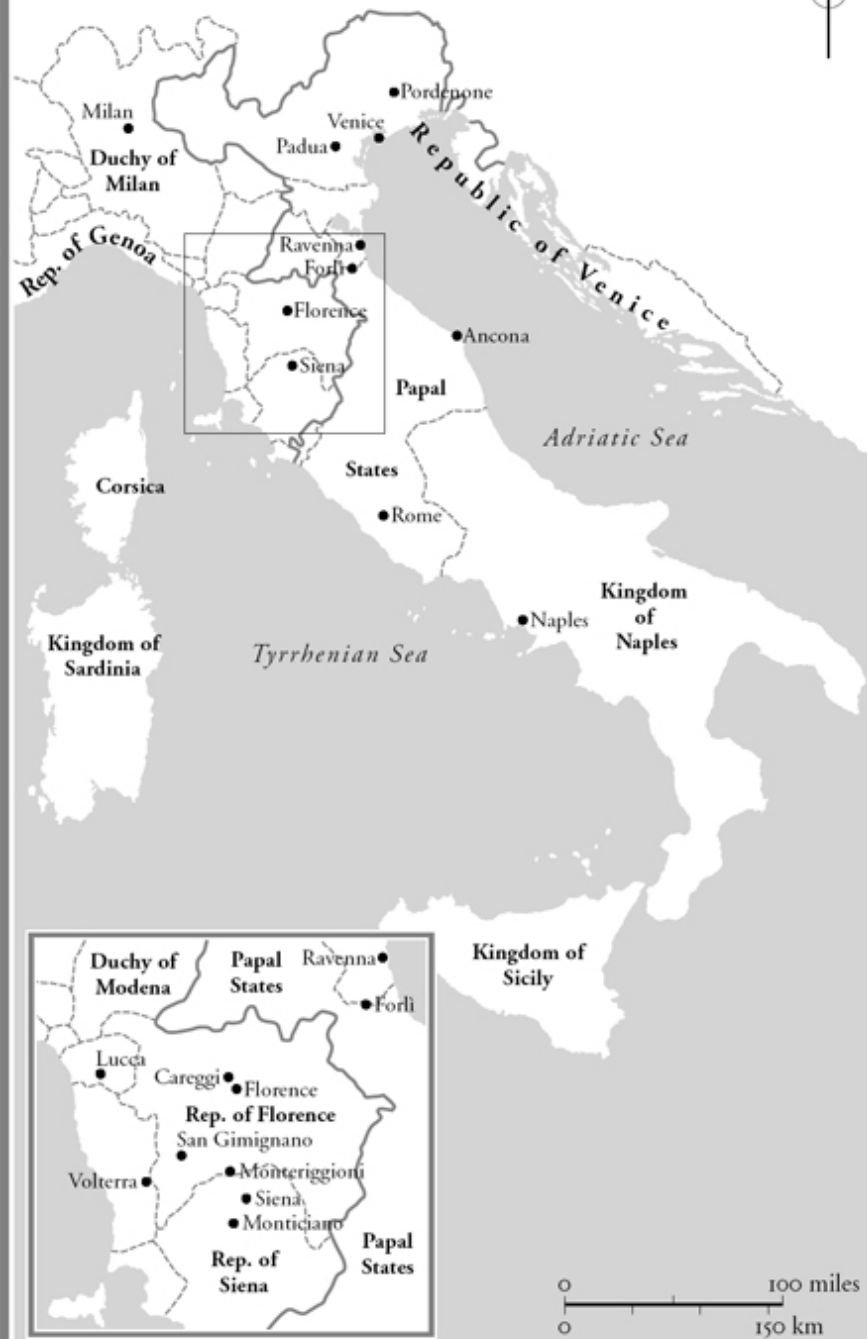 Pordenone
Milan
Venice
Padua
Duchy of
Milan
Republic of Venice
Rep. of Genoa
Ravenna
Forlì
Florence
Ancona
Siena
Papal
States
Adriatic Sea
Corsica
Rome
Kingdom
of
Naples
Naples
Kingdom of
Sardinia
Tyrrhenian Sea
Kingdom of
Sicily
Duchy of
Modena
Papal
States
Ravenna
Forlì
Lucca
Careggi
Florence
Rep. of Florence
San Gimignano
Monteriggioni
Volterra
Siena
Monticiano
Rep. of
Siena
Papal
States
0 100 miles
0 150 km